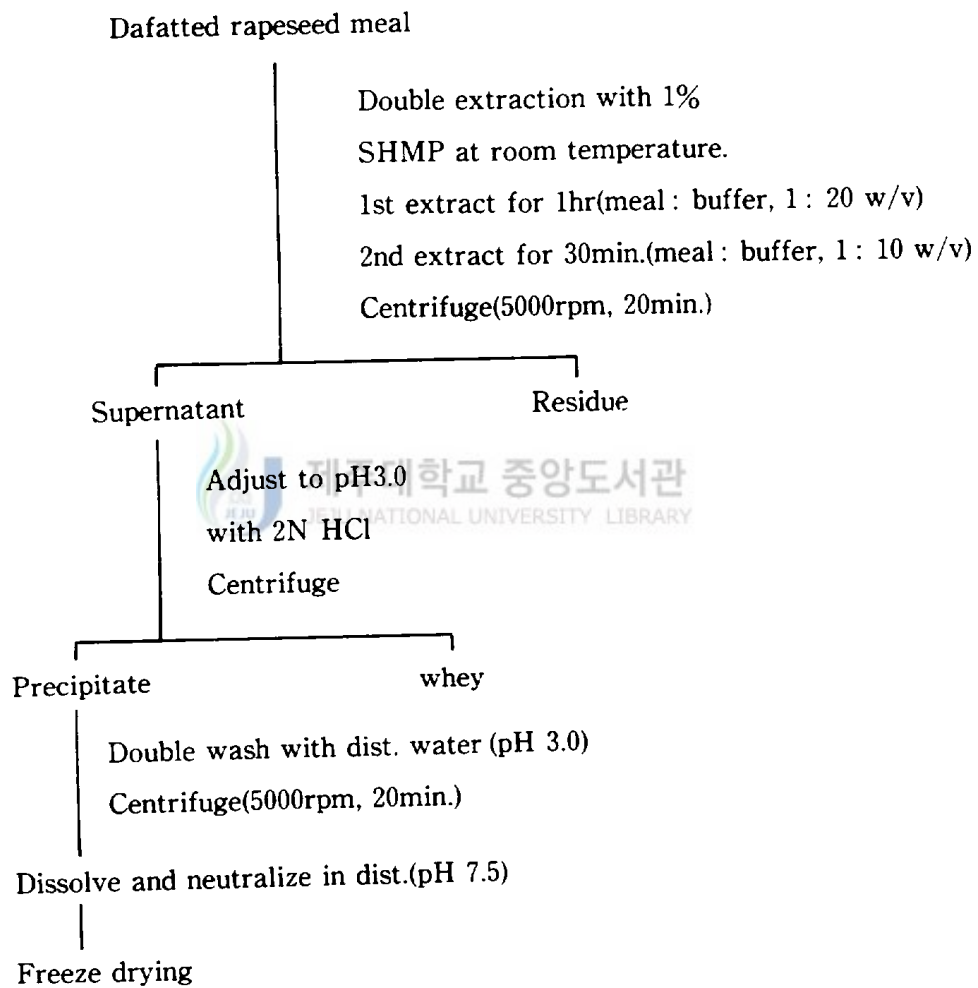 Dafatted rapeseed meal
Double extraction with 1%
SHMP at room temperature.
1st extract for 1hr(meal : buffer, 1 : 20 w/v)
2nd extract for 30min.(meal : buffer, 1 : 10 w/v)
Centrifuge(5000rpm, 20min.)
Supernatant
Residue
Adjust to pH3.0
with 2N HCl
Centrifuge
제주대학교 중앙도서관
JEJU NATIONAL UNIVERSITY LIBRARY
JEJU
Precipitate
whey
Double wash with dist. water (pH 3.0)
Centrifuge(5000rpm, 20min.)
Dissolve and neutralize in dist.(pH 7.5)
Freeze drying